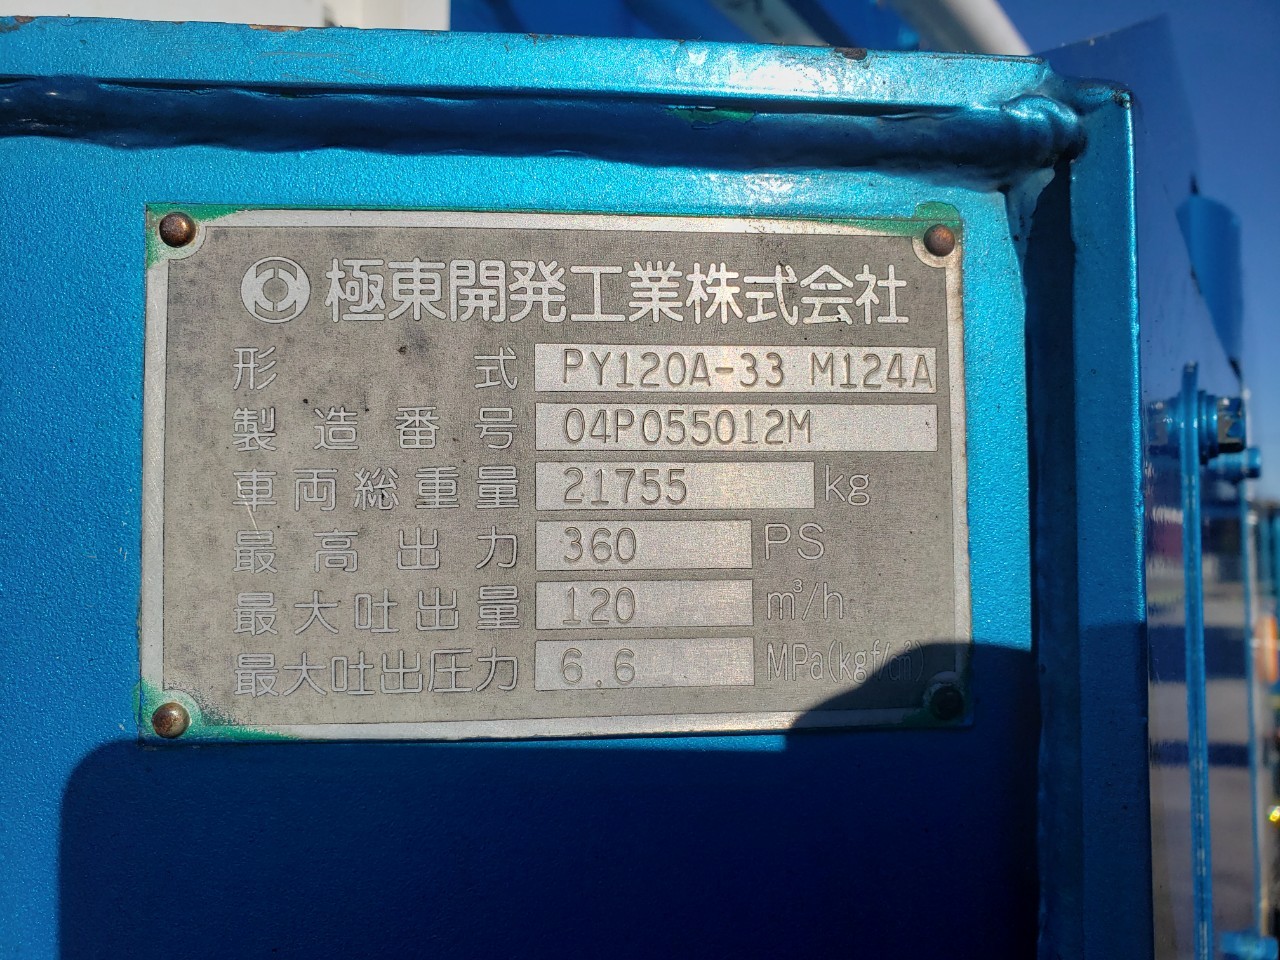 極東開発工業株式会社
形式 PY120A-33 M124A
製造番号 04P055012M
車両総重量 21755 kg
最高出力 360 PS
最大吐出量 120 m³/h
最大吐出圧力 6.6 MPa(kgf/cm²)